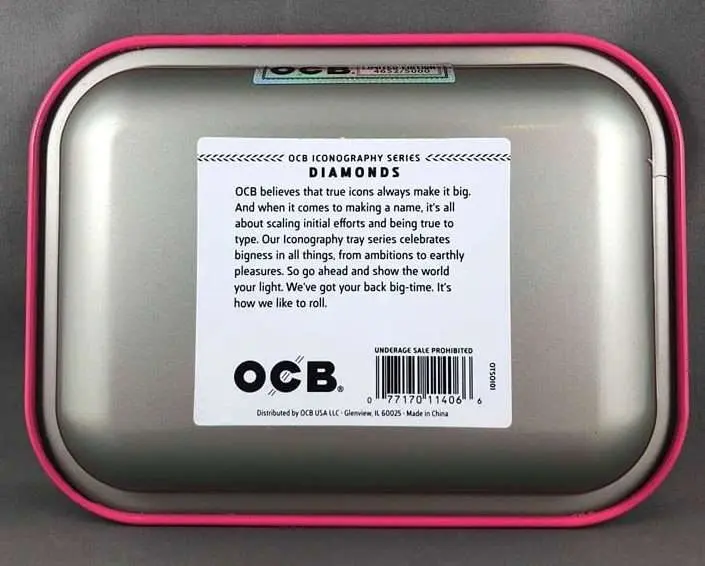 OCB. LIMITED EDITION
4652/5000
<<<<<<<<<<<< OCB ICONOGRAPHY SERIES <<<<<<<<<<<<
DIAMONDS
OCB believes that true icons always make it big.
And when it comes to making a name, it's all
about scaling initial efforts and being true to
type. Our Iconography tray series celebrates
bigness in all things, from ambitions to earthly
pleasures. So go ahead and show the world
your light. We've got your back big-time. It's
how we like to roll.
UNDERAGE SALE PROHIBITED
OCB®
0 77170 11406 6
Distributed by OCB USA LLC · Glenview, IL 60025 · Made in China